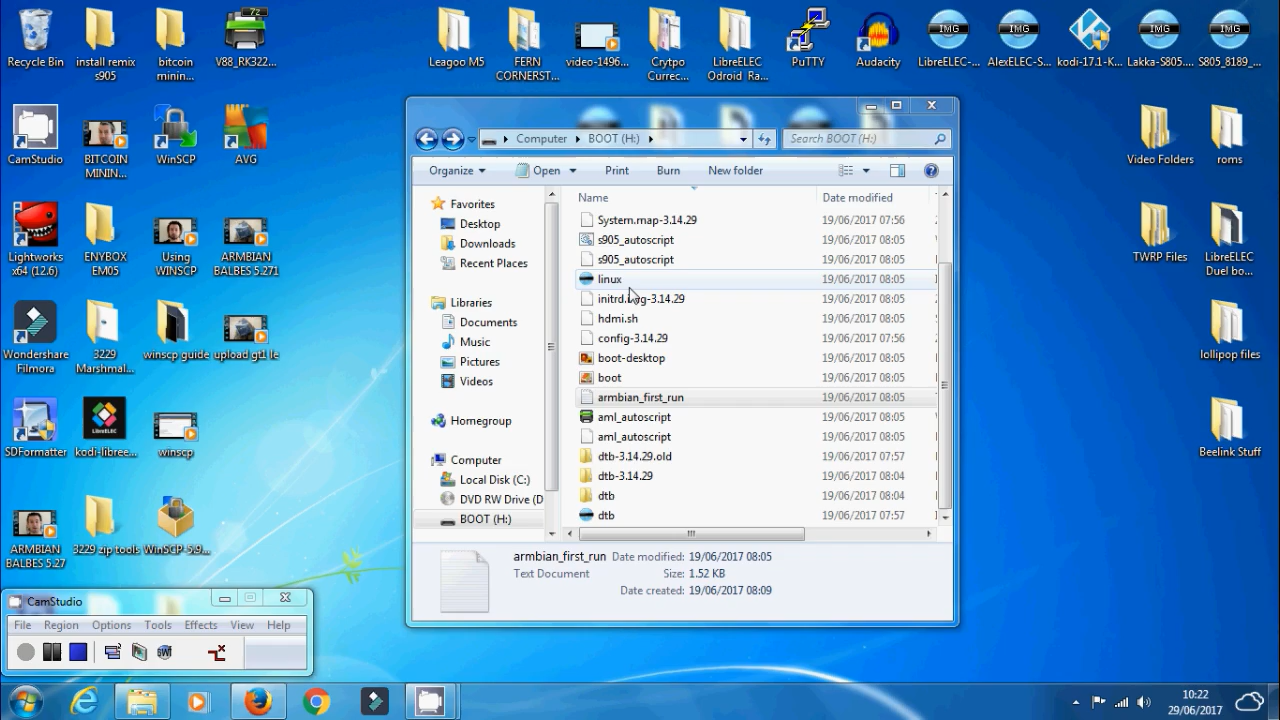 Recycle Bin
install remix
s905
bitcoin
minin...
V88_RK322...
Leagoo M5
FERN
CORNERST...
video-1496...
Crytpo
Currec...
LibreELEC
Odroid_Ra...
PuTTY
Audacity
IMG
LibreELEC-...
IMG
AlexELEC-S...
kodi-17.1-K...
IMG
Lakka-S805....
IMG
S805_8189_...
CamStudio
BITCOIN
MININ...
WinSCP
AVG
Lightworks
x64 (12.6)
ENYBOX
EM05
Using
WINSCP
ARMBIAN
BALBES 5.271
Wondershare
Filmora
3229
Marshmal...
winscp guide
upload gt1 le
SDFormatter
LibreELEC
kodi-libree...
winscp
ARMBIAN
BALBES 5.27
3229 zip tools
WinSCP-5.9...
Video Folders
roms
TWRP Files
LibreELEC
Duel bo...
lollipop files
Beelink Stuff
Computer
BOOT (H:)
Search BOOT (H:)
Organize
Open
Print
Burn
New folder
Favorites
Desktop
Downloads
Recent Places
Libraries
Documents
Music
Pictures
Videos
Homegroup
Computer
Local Disk (C:)
DVD RW Drive (D
BOOT (H:)
Name Date modified
System.map-3.14.29 19/06/2017 07:56
s905_autoscript 19/06/2017 08:05
s905_autoscript 19/06/2017 08:05
linux 19/06/2017 08:05
initrd.img-3.14.29 19/06/2017 08:05
hdmi.sh 19/06/2017 08:05
config-3.14.29 19/06/2017 07:56
boot-desktop 19/06/2017 08:05
boot 19/06/2017 08:05
armbian_first_run 19/06/2017 08:05
aml_autoscript 19/06/2017 08:05
aml_autoscript 19/06/2017 08:05
dtb-3.14.29.old 19/06/2017 07:57
dtb-3.14.29 19/06/2017 08:04
dtb 19/06/2017 08:04
dtb 19/06/2017 07:57
armbian_first_run Date modified: 19/06/2017 08:05
Text Document Size: 1.52 KB
Date created: 19/06/2017 08:09
CamStudio
File Region Options Tools Effects View Help
10:22
29/06/2017